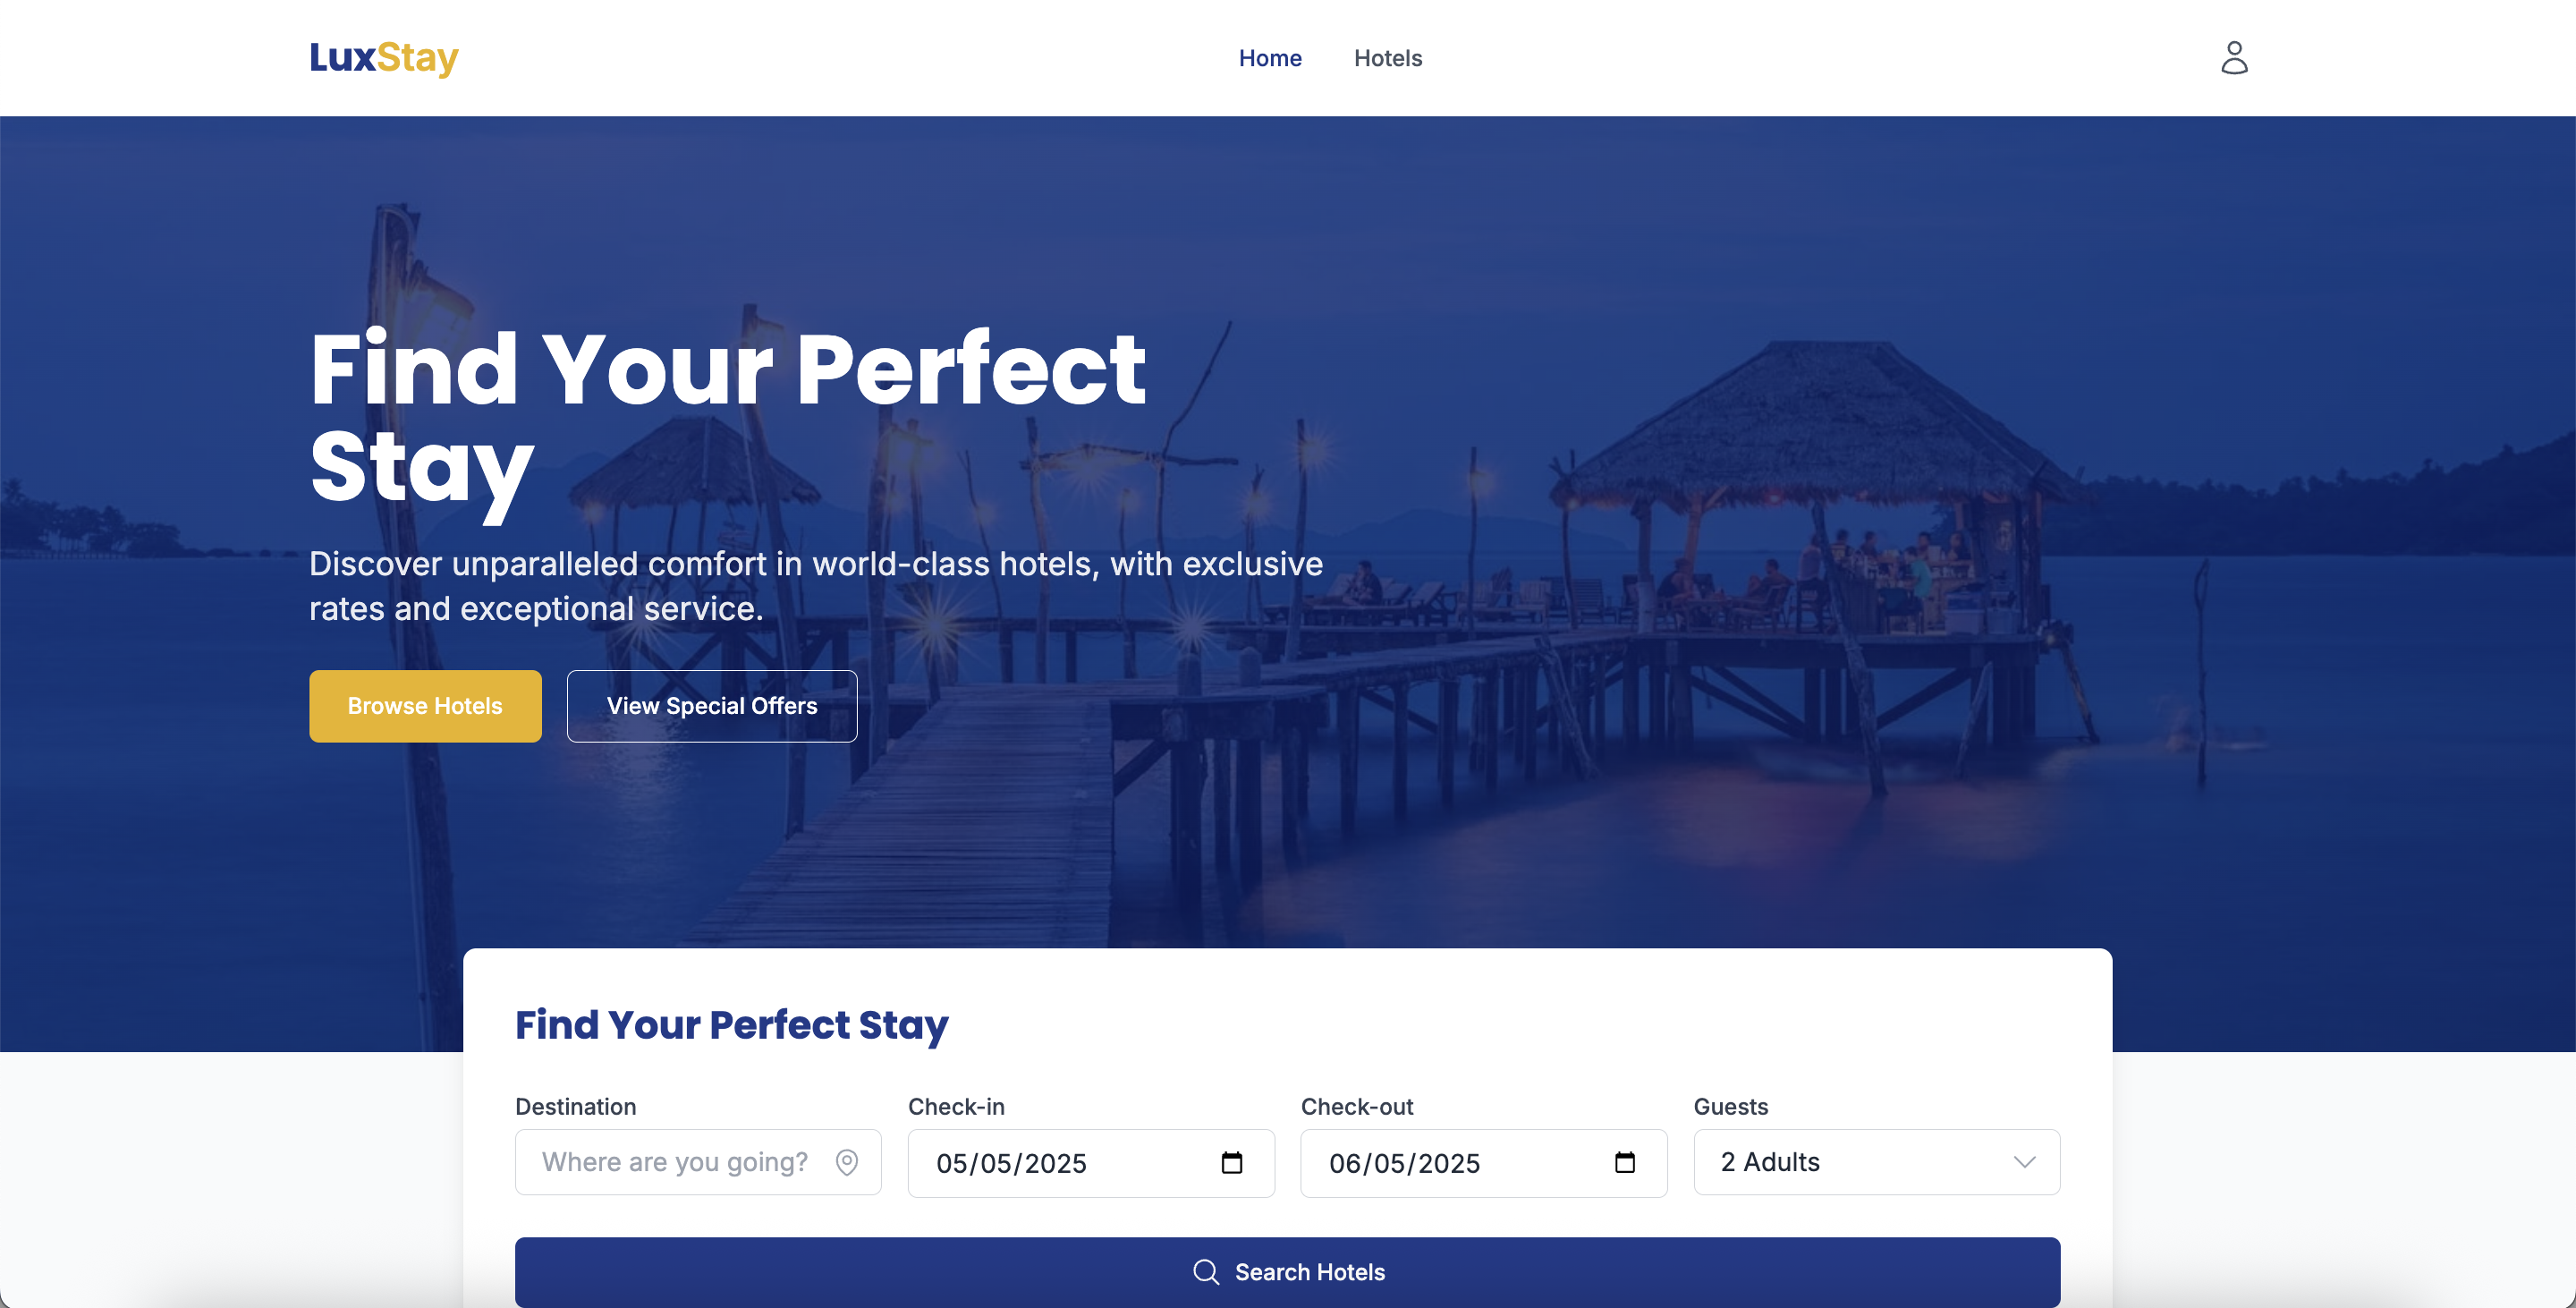 LuxStay
Home
Hotels
Find Your Perfect
Stay
Discover unparalleled comfort in world-class hotels, with exclusive
rates and exceptional service.
Browse Hotels
View Special Offers
Find Your Perfect Stay
Destination
Check-in
Check-out
Guests
Where are you going?
05/05/2025
06/05/2025
2 Adults
Search Hotels